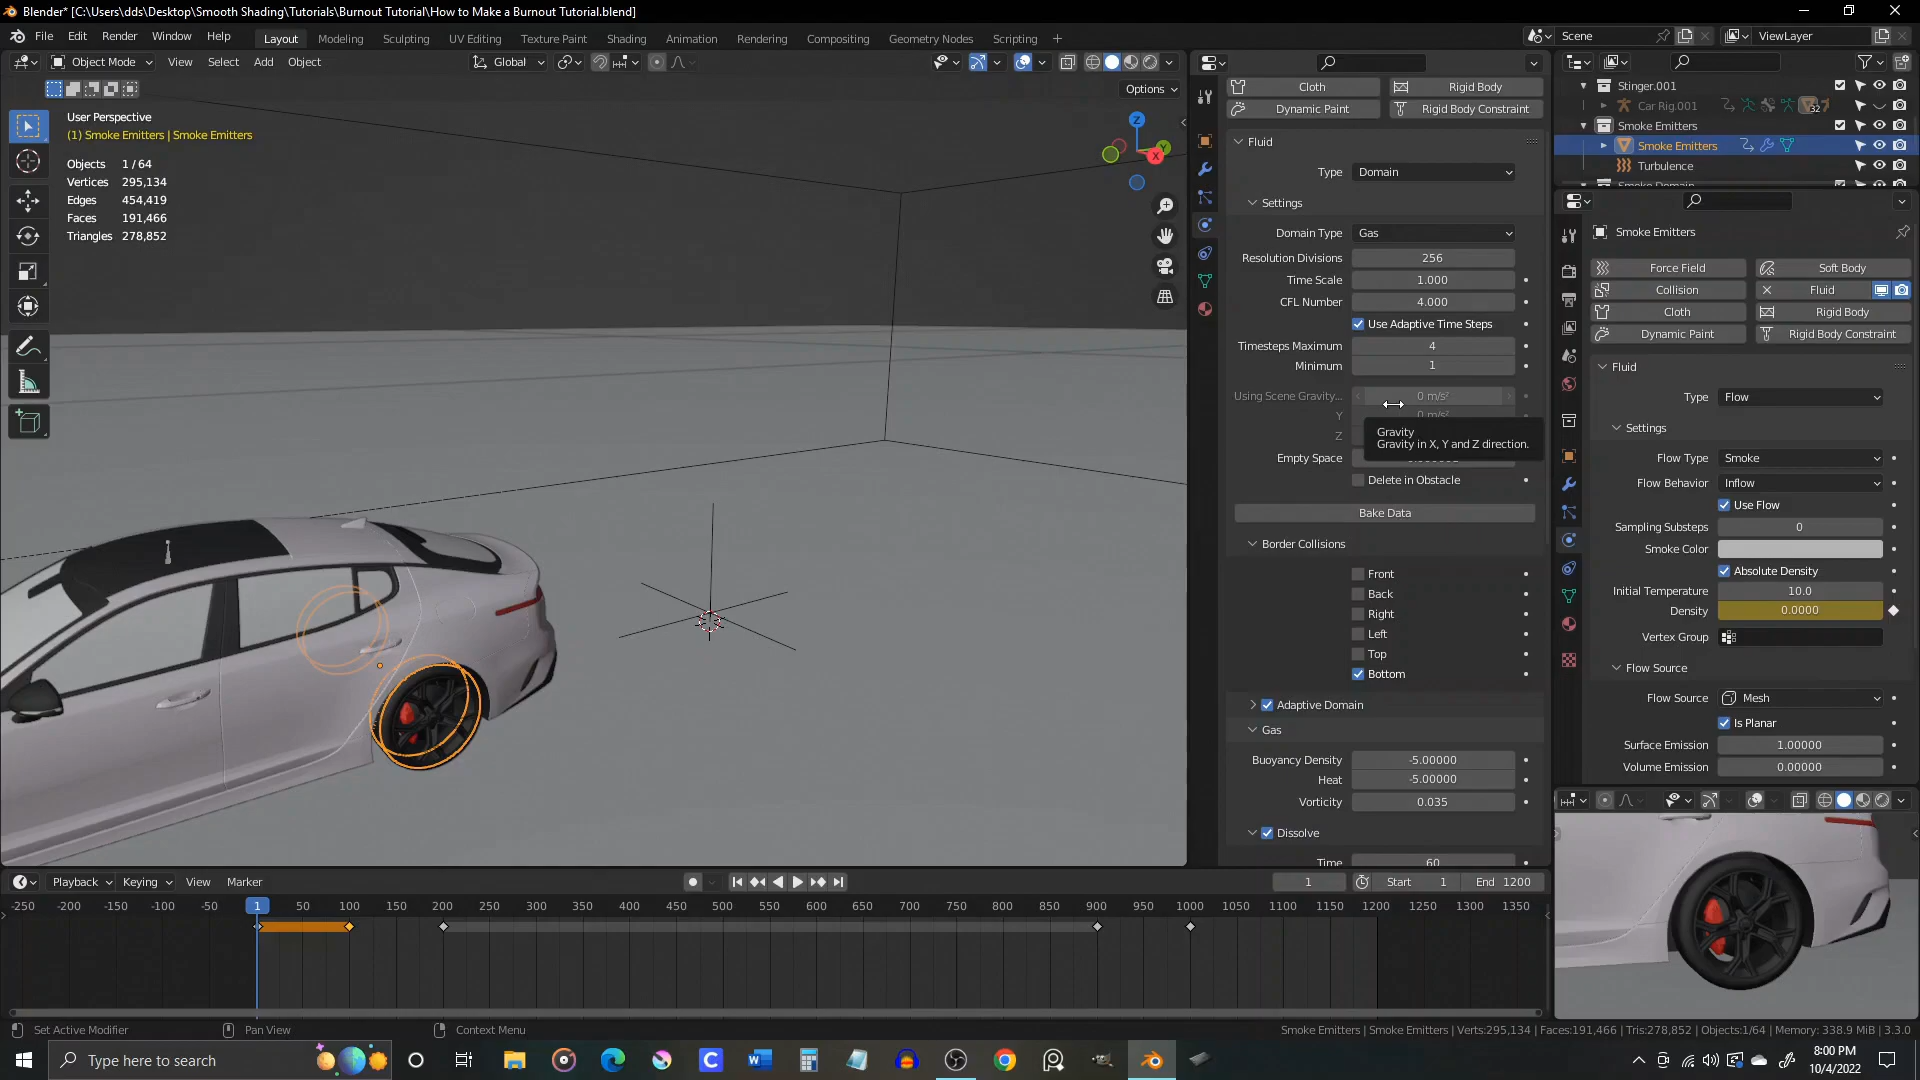 Blender* [C:\Users\dds\Desktop\Smooth Shading\Tutorials\Burnout Tutorial\How to Make a Burnout Tutorial.blend]
File Edit Render Window Help Layout Modeling Sculpting UV Editing Texture Paint Shading Animation Rendering Compositing Geometry Nodes Scripting + Scene ViewLayer
Object Mode View Select Add Object Global
Options
User Perspective
(1) Smoke Emitters | Smoke Emitters
Objects 1 / 64
Vertices 295,134
Edges 454,419
Faces 191,466
Triangles 278,852
Z
Y
X
Cloth Rigid Body
Dynamic Paint Rigid Body Constraint
Fluid
Type Domain
Settings
Domain Type Gas
Resolution Divisions 256
Time Scale 1.000
CFL Number 4.000
Use Adaptive Time Steps
Timesteps Maximum 4
Minimum 1
Using Scene Gravity... 0 m/s²
Y 0 m/s²
Z
Gravity
Gravity in X, Y and Z direction.
Empty Space
Delete in Obstacle
Bake Data
Border Collisions
Front
Back
Right
Left
Top
Bottom
Adaptive Domain
Gas
Buoyancy Density -5.00000
Heat -5.00000
Vorticity 0.035
Dissolve
Time 60
Stinger.001
Car Rig.001 32
Smoke Emitters
Smoke Emitters
Turbulence
Smoke Domain
Smoke Emitters
Force Field Soft Body
Collision Fluid
Cloth Rigid Body
Dynamic Paint Rigid Body Constraint
Fluid
Type Flow
Settings
Flow Type Smoke
Flow Behavior Inflow
Use Flow
Sampling Substeps 0
Smoke Color
Absolute Density
Initial Temperature 10.0
Density 0.0000
Vertex Group
Flow Source
Flow Source Mesh
Is Planar
Surface Emission 1.00000
Volume Emission 0.00000
Playback Keying View Marker 1 Start 1 End 1200
-250 -200 -150 -100 -50 1 50 100 150 200 250 300 350 400 450 500 550 600 650 700 750 800 850 900 950 1000 1050 1100 1150 1200 1250 1300 1350
Set Active Modifier Pan View Context Menu Smoke Emitters | Smoke Emitters | Verts:295,134 | Faces:191,466 | Tris:278,852 | Objects:1/64 | Memory: 338.9 MiB | 3.3.0
Type here to search
8:00 PM
10/4/2022